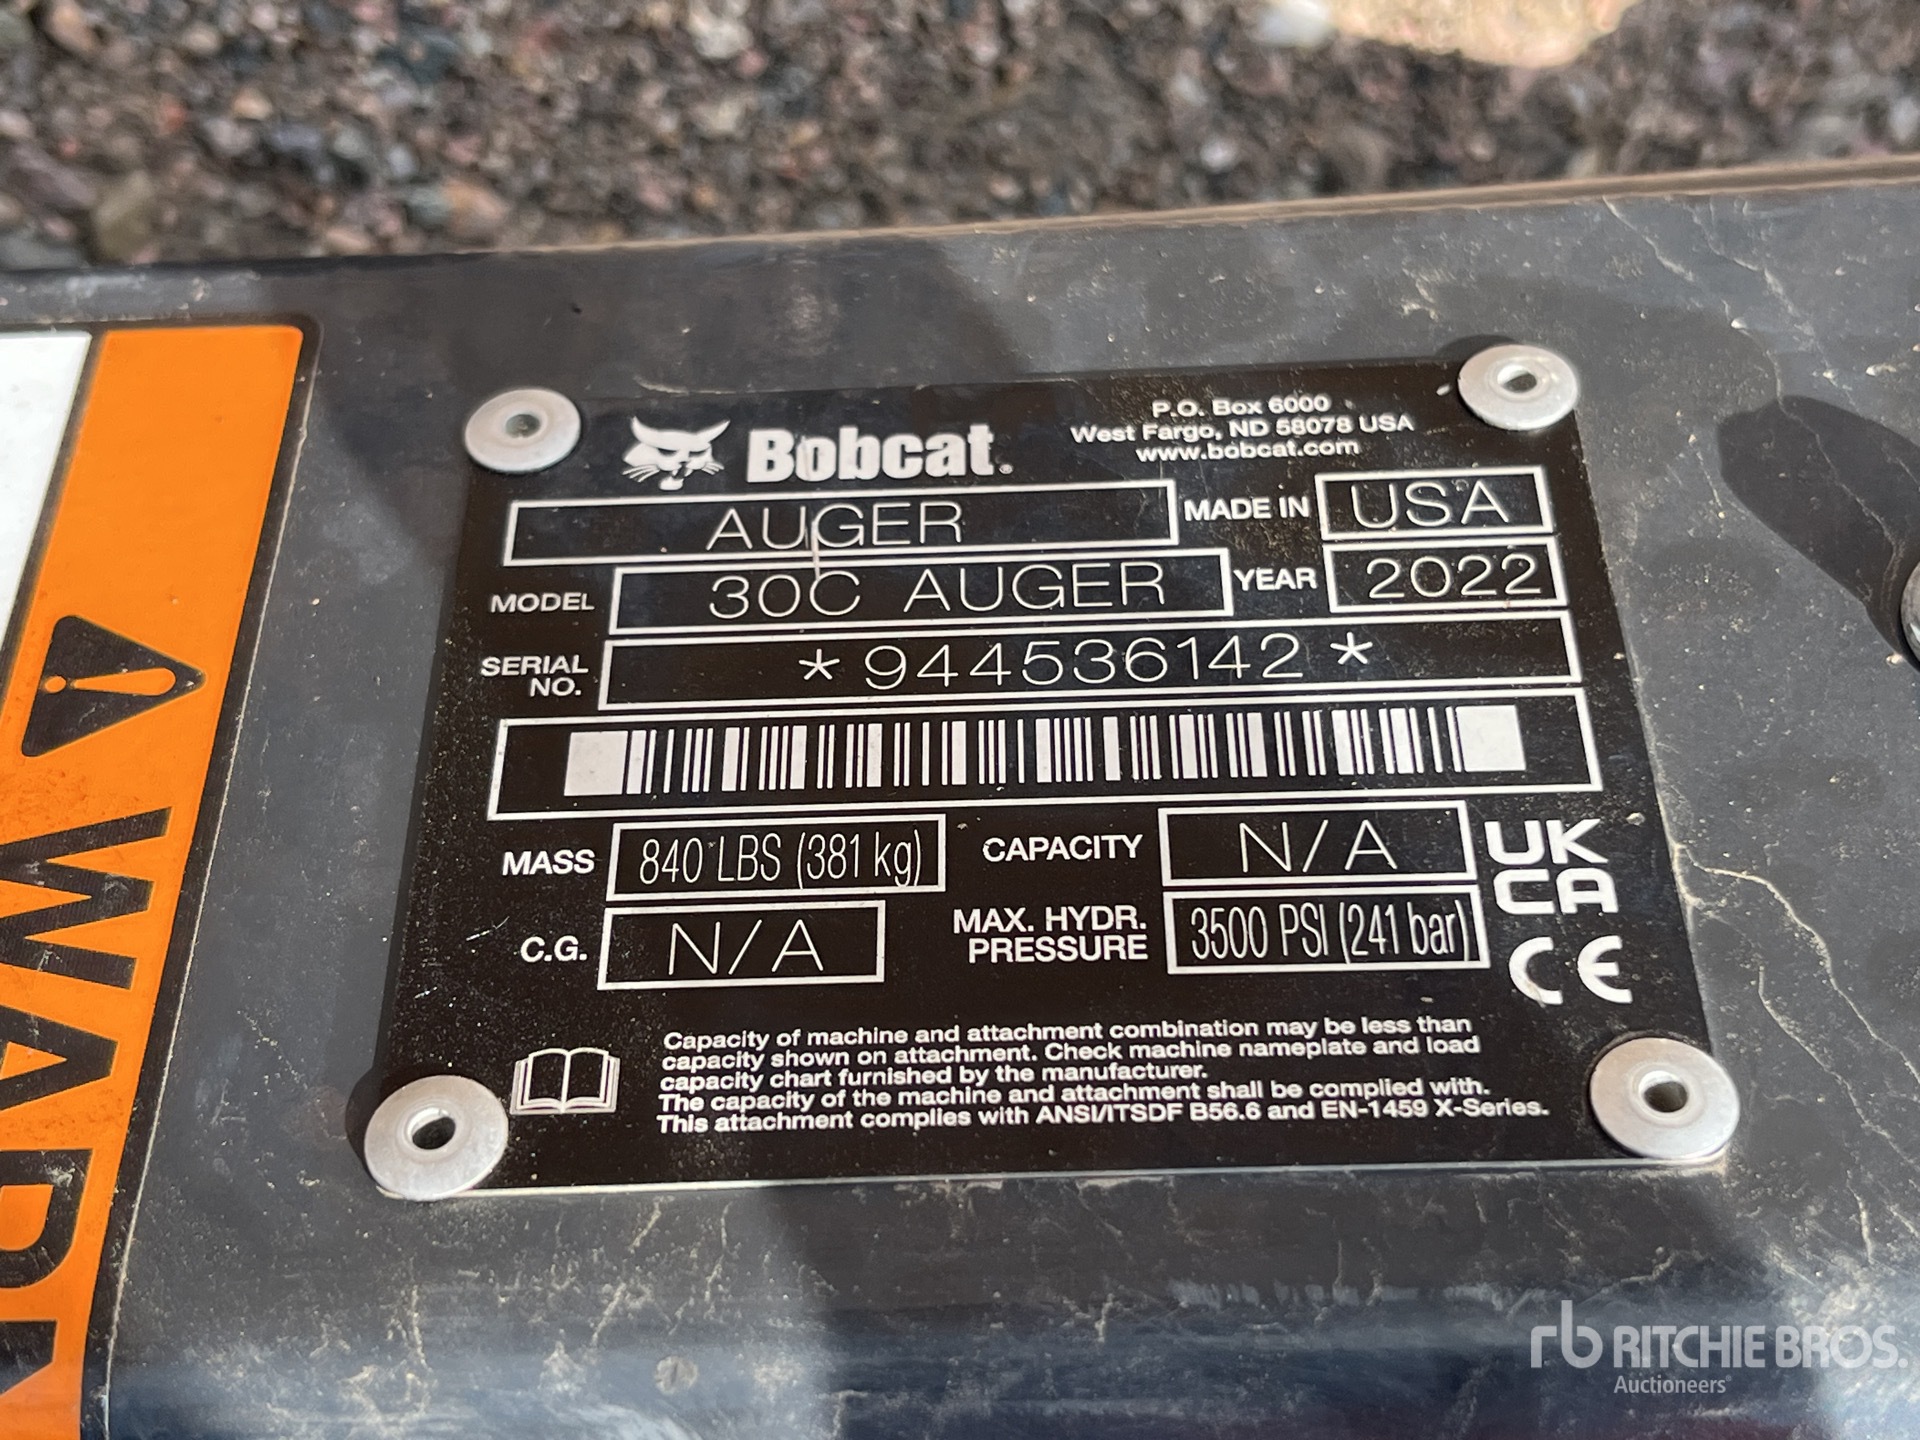 Bobcat.
P.O. Box 6000
West Fargo, ND 58078 USA
www.bobcat.com
AUGER
MADE IN USA
MODEL 30C AUGER
YEAR 2022
SERIAL NO. *944536142*
MASS 840 LBS (381 kg)
CAPACITY N/A
C.G. N/A
MAX. HYDR. PRESSURE 3500 PSI (241 bar)
UK
CA
CE
Capacity of machine and attachment combination may be less than
capacity shown on attachment. Check machine nameplate and load
capacity chart furnished by the manufacturer.
The capacity of the machine and attachment shall be complied with.
This attachment complies with ANSI/ITSDF B56.6 and EN-1459 X-Series.
WARN
rb RITCHIE BROS.
Auctioneers